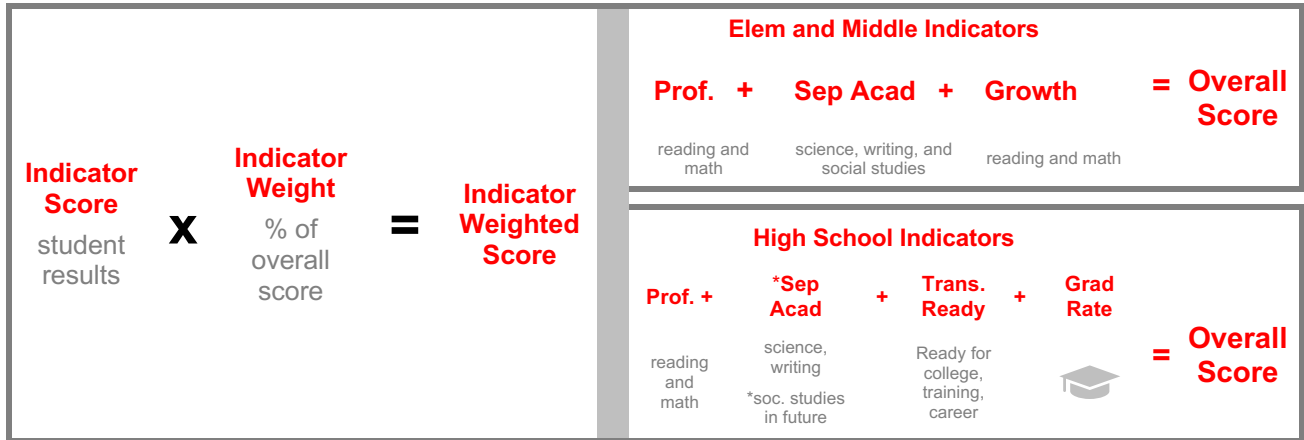 Indicator
Score
student
results
x
Indicator
Weight
% of
overall
score
=
Indicator
Weighted
Score
Elem and Middle Indicators
Prof. + Sep Acad + Growth = Overall
Score
reading and
math
science, writing, and
social studies
reading and math
High School Indicators
Prof. + *Sep
Acad + Trans.
Ready + Grad
Rate
= Overall
Score
reading
and
math
science,
writing
*soc. studies
in future
Ready for
college,
training,
career